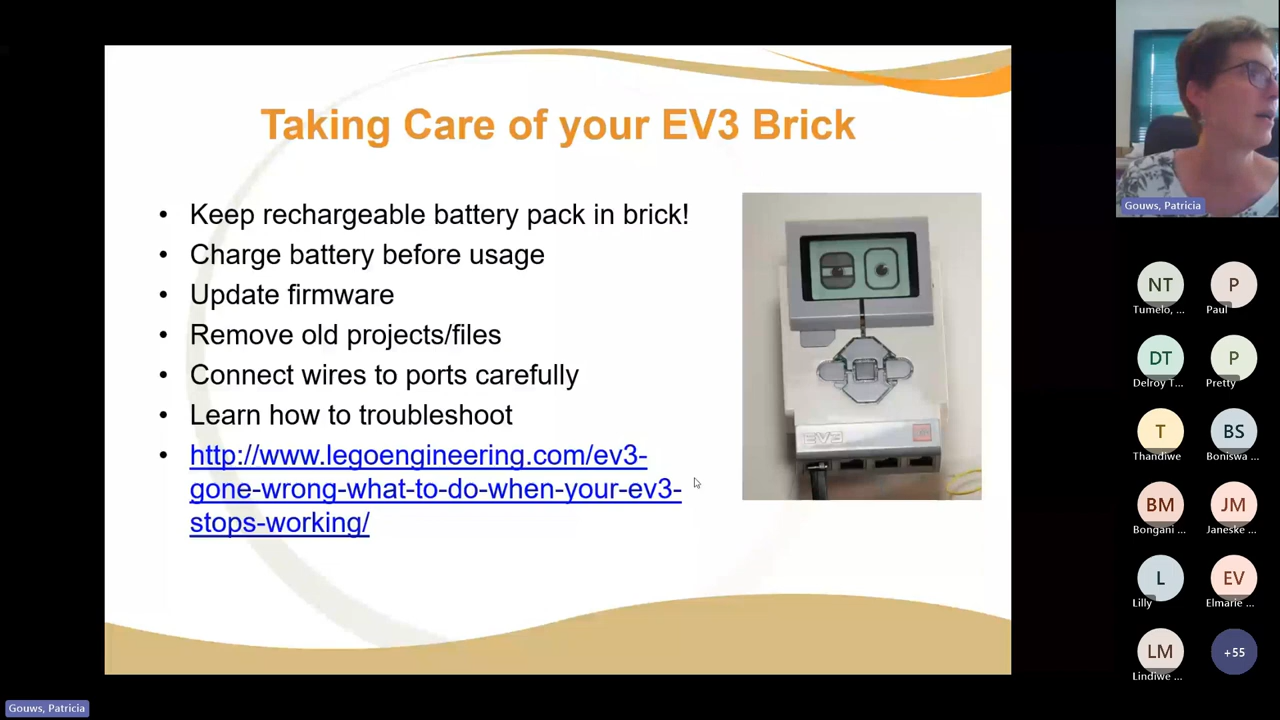 Taking Care of your EV3 Brick
• Keep rechargeable battery pack in brick!
• Charge battery before usage
• Update firmware
• Remove old projects/files
• Connect wires to ports carefully
• Learn how to troubleshoot
• http://www.legoengineering.com/ev3-
gone-wrong-what-to-do-when-your-ev3-
stops-working/
EV3
Gouws, Patricia
NT
Tumelo, ...
P
Paul
DT
Delroy T...
P
Pretty
T
Thandiwe
BS
Boniswa ...
BM
Bongani ...
JM
Janeske ...
L
Lilly
EV
Elmarie ...
LM
Lindiwe ...
+55
Gouws, Patricia